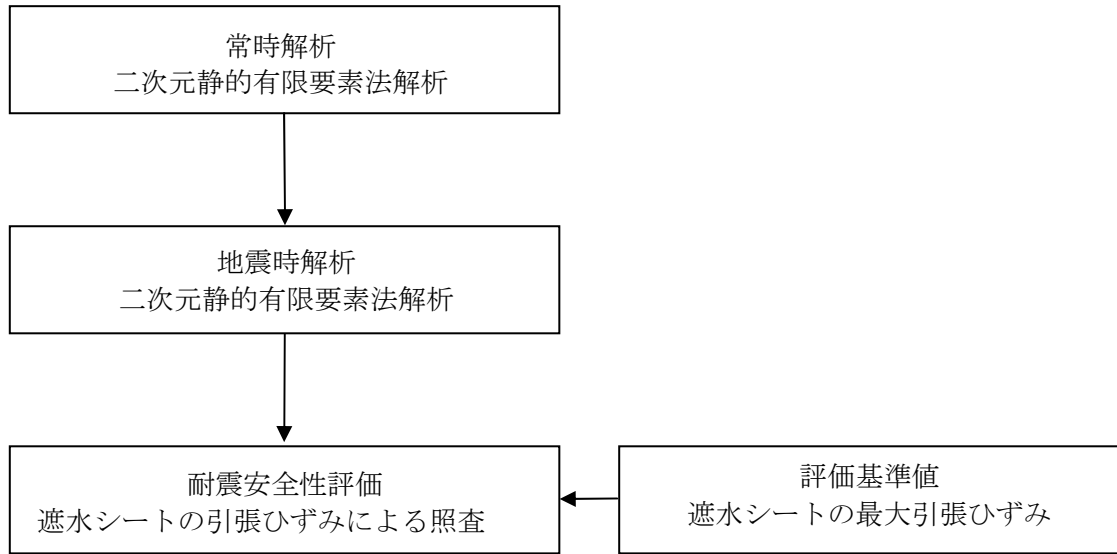 常時解析
二次元静的有限要素法解析
地震時解析
二次元静的有限要素法解析
耐震安全性評価
遮水シートの引張ひずみによる照査
評価基準値
遮水シートの最大引張ひずみ